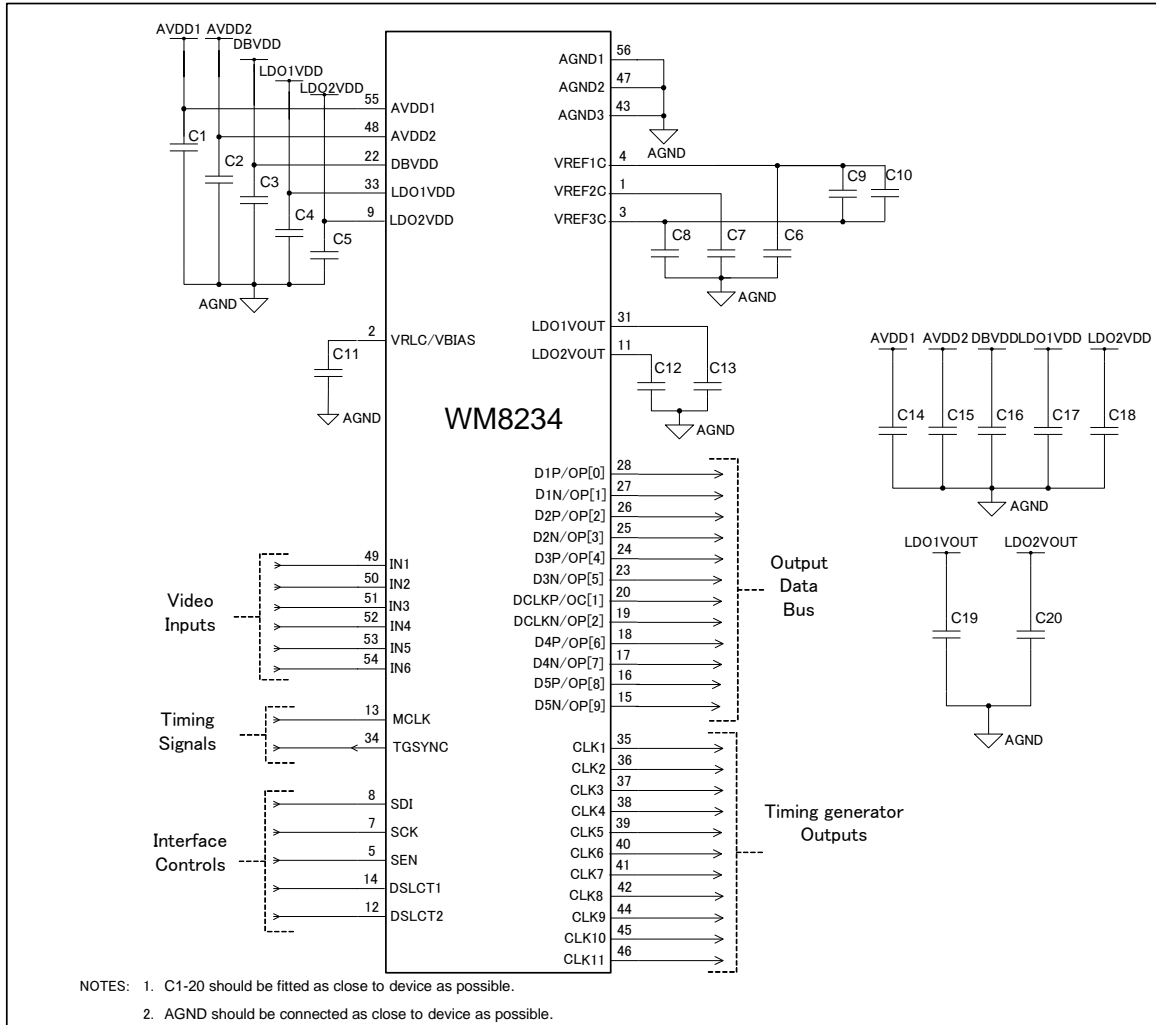 AVDD1
AVDD2
DBVDD
LDO1VDD
LDO2VDD
55 AVDD1
48 AVDD2
22 DBVDD
33 LDO1VDD
9 LDO2VDD
C1
C2
C3
C4
C5
AGND
2 VRLC/VBIAS
C11
AGND
WM8234
AGND1 56
AGND2 47
AGND3 43
AGND
VREF1C 4
VREF2C 1
VREF3C 3
C9
C10
C8
C7
C6
AGND
LDO1VOUT 31
LDO2VOUT 11
C12
C13
AGND
AVDD1
AVDD2
DBVDD
LDO1VDD
LDO2VDD
C14
C15
C16
C17
C18
AGND
LDO1VOUT
LDO2VOUT
C19
C20
AGND
D1P/OP[0] 28
D1N/OP[1] 27
D2P/OP[2] 26
D2N/OP[3] 25
D3P/OP[4] 24
D3N/OP[5] 23
DCLKP/OC[1] 20
DCLKN/OP[2] 19
D4P/OP[6] 18
D4N/OP[7] 17
D5P/OP[8] 16
D5N/OP[9] 15
Output
Data
Bus
Video
Inputs
49 IN1
50 IN2
51 IN3
52 IN4
53 IN5
54 IN6
Timing
Signals
13 MCLK
34 TGSYNC
Interface
Controls
8 SDI
7 SCK
5 SEN
14 DSLCT1
12 DSLCT2
CLK1 35
CLK2 36
CLK3 37
CLK4 38
CLK5 39
CLK6 40
CLK7 41
CLK8 42
CLK9 44
CLK10 45
CLK11 46
Timing generator
Outputs
NOTES: 1. C1-20 should be fitted as close to device as possible.
2. AGND should be connected as close to device as possible.